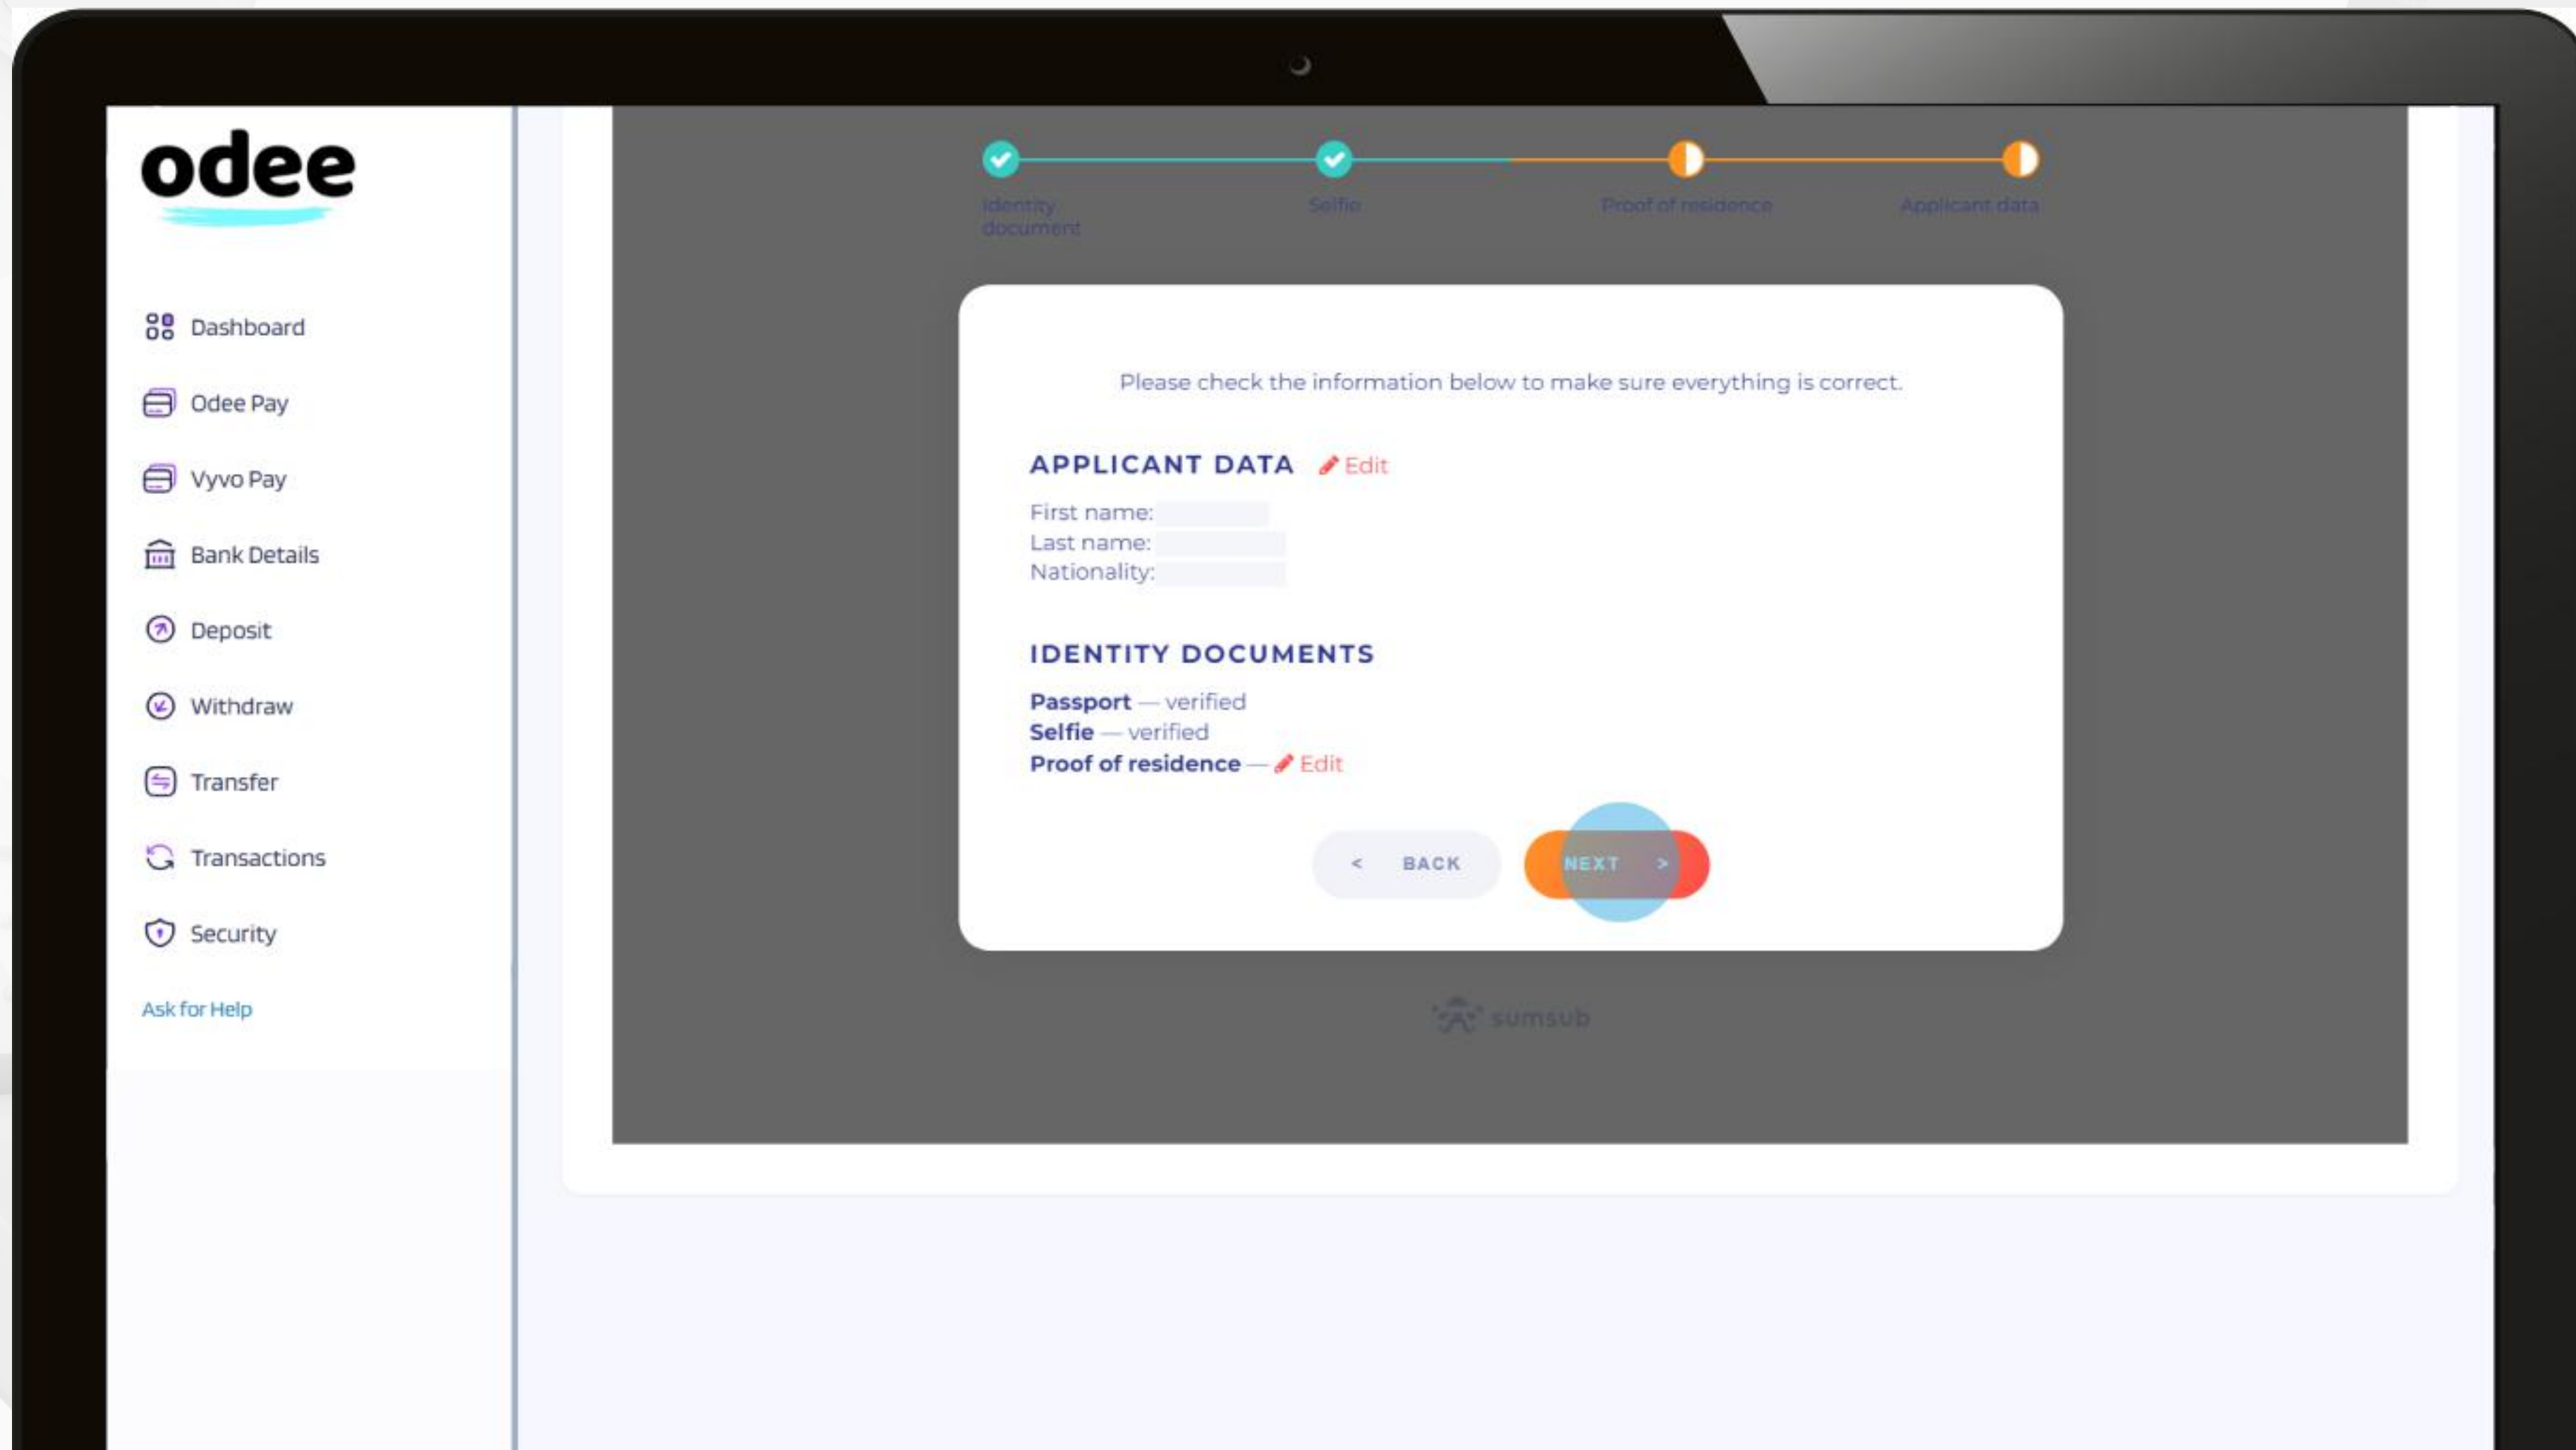 odee
Dashboard
Odee Pay
Vyvo Pay
Bank Details
Deposit
Withdraw
Transfer
Transactions
Security
Ask for Help
Identity
document
Selfie
Proof of residence
Applicant data
Please check the information below to make sure everything is correct.
APPLICANT DATA Edit
First name:
Last name:
Nationality:
IDENTITY DOCUMENTS
Passport — verified
Selfie — verified
Proof of residence — Edit
< BACK
NEXT >
sumsub